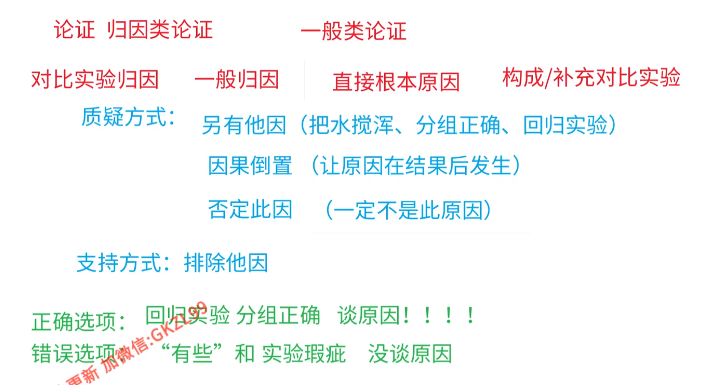 论证 归因类论证 一般类论证
对比实验归因 一般归因 直接根本原因 构成/补充对比实验
质疑方式： 另有他因（把水搅浑、分组正确、回归实验）
因果倒置 （让原因在结果后发生）
否定此因 （一定不是此原因）
支持方式：排除他因
正确选项： 回归实验 分组正确 谈原因！！！！
错误选项： “有些”和 实验瑕疵 没谈原因
更新 加微信:GKZL99